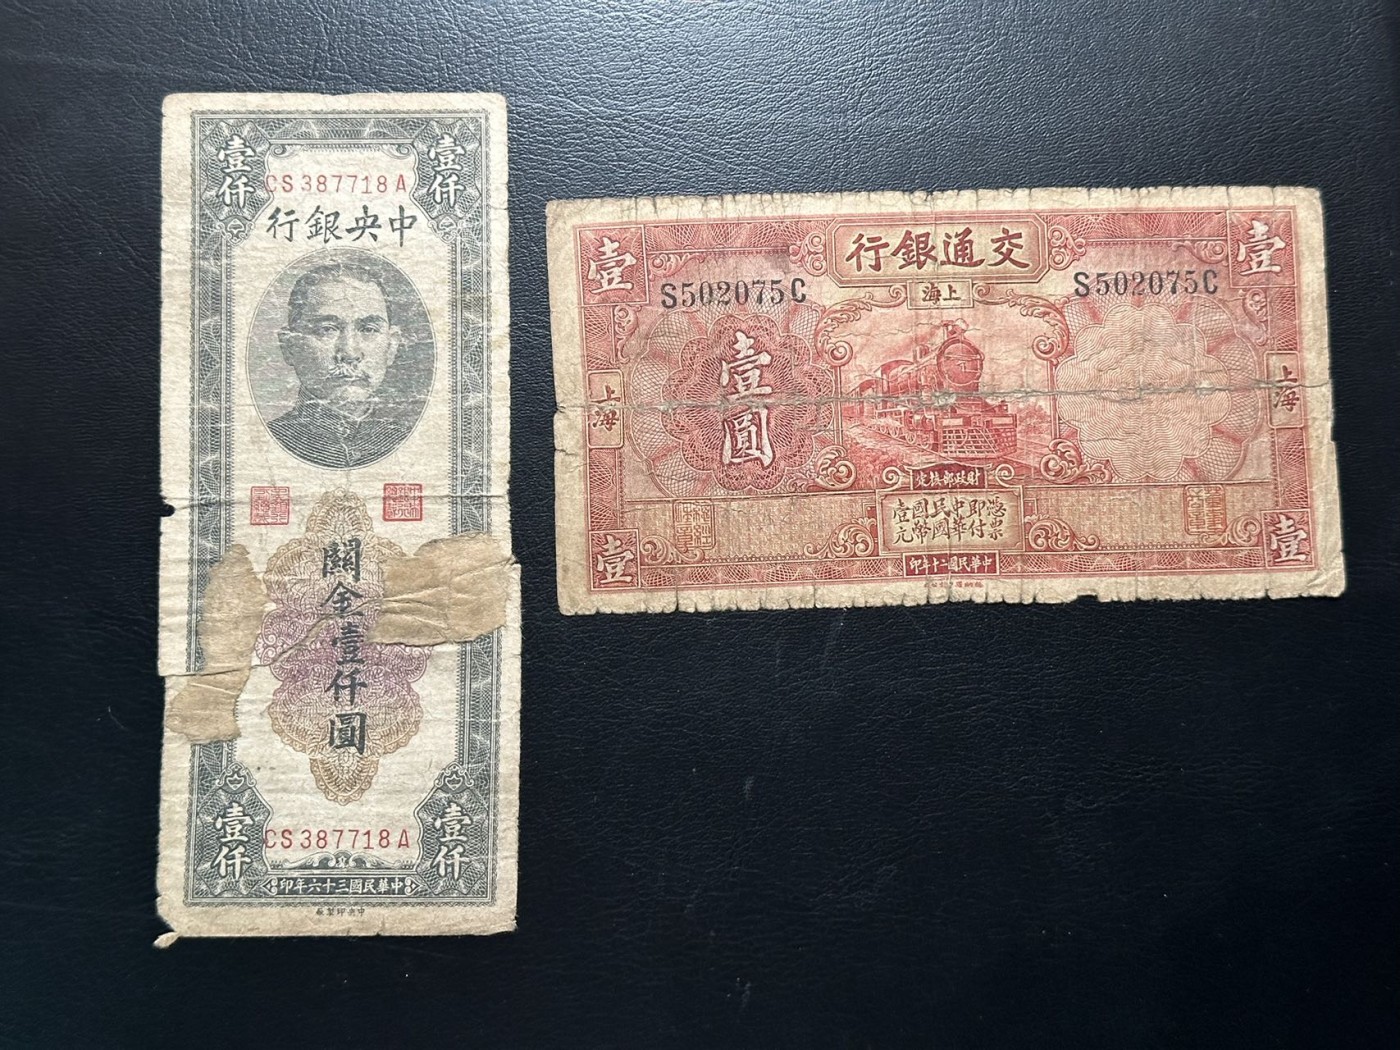 壹仟
壹仟
CS387718A
中央銀行
關金壹仟圓
壹仟
壹仟
CS387718A
中華民國三十六年印
壹
壹
交通銀行
上海
S502075C
S502075C
壹圓
上海
上海
財政部核定
憑票即付中華民國國幣壹元
壹
壹
中華民國二十年印